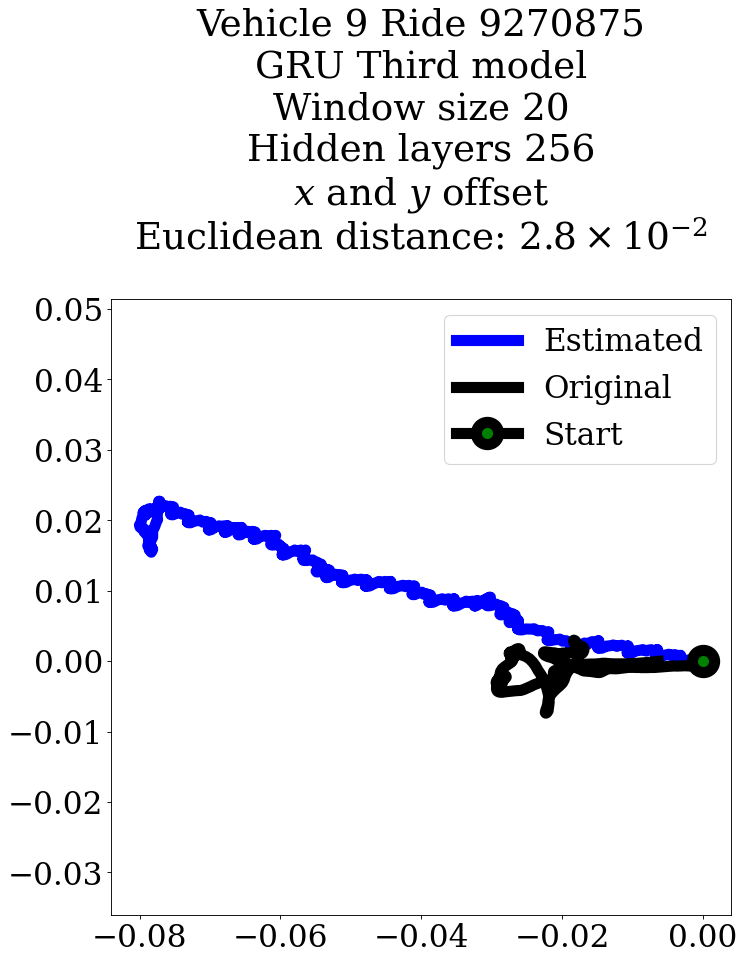 Vehicle 9 Ride 9270875
GRU Third model
Window size 20
Hidden layers 256
x and y offset
Euclidean distance: 2.8 × 10⁻²
Estimated
Original
Start
0.05
0.04
0.03
0.02
0.01
0.00
−0.01
−0.02
−0.03
−0.08 −0.06 −0.04 −0.02 0.00